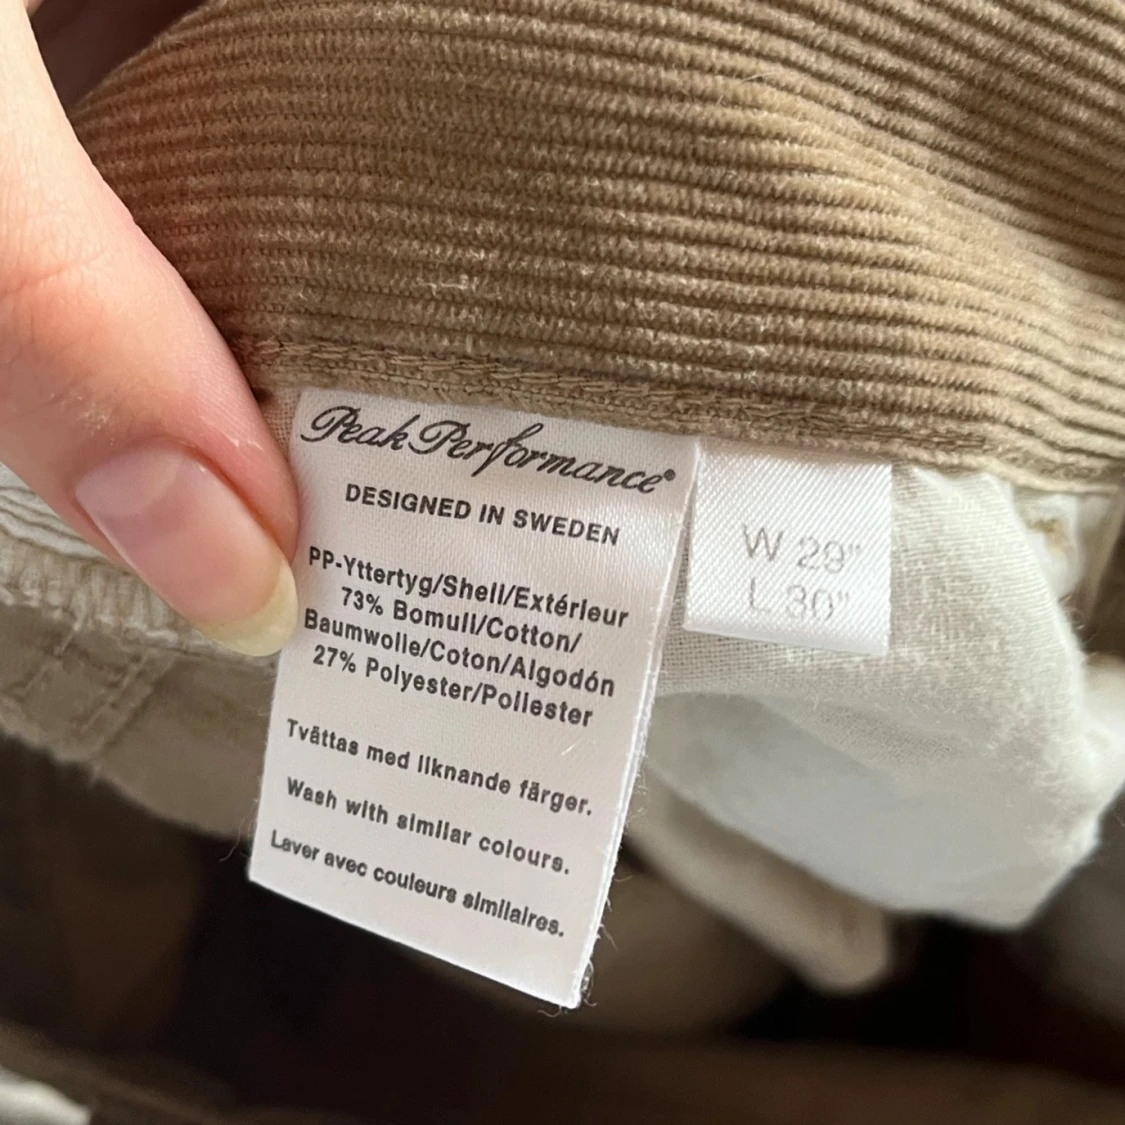 Peak Performance®
DESIGNED IN SWEDEN
PP-Yttertyg/Shell/Extérieur
73% Bomull/Cotton/
Baumwolle/Coton/Algodón
27% Polyester/Poliester
Tvättas med liknande färger.
Wash with similar colours.
Laver avec couleurs similaires.
W 29"
L 30"